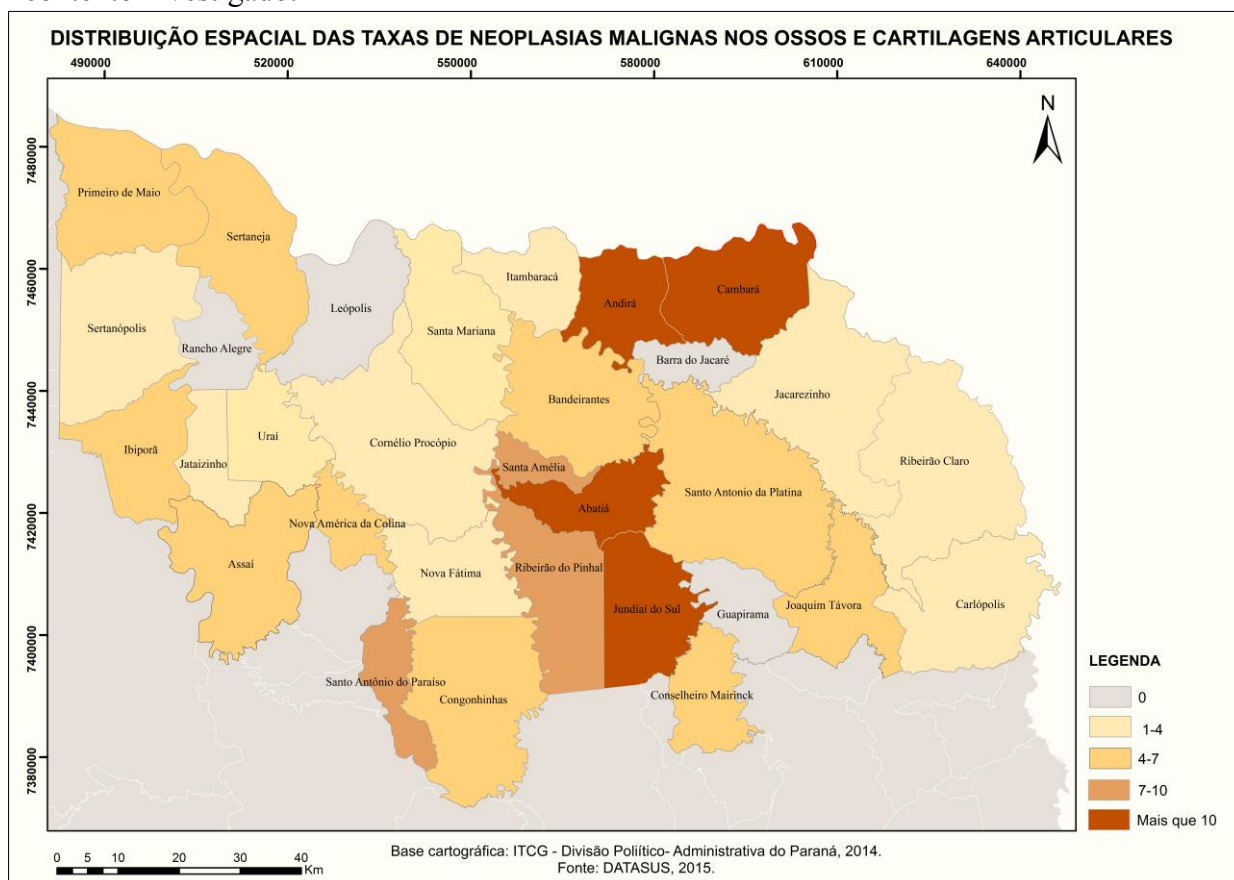 DISTRIBUIÇÃO ESPACIAL DAS TAXAS DE NEOPLASIAS MALIGNAS NOS OSSOS E CARTILAGENS ARTICULARES
490000 520000 550000 580000 610000 640000
N
7480000
7460000
7440000
7420000
7400000
7380000
Primeiro de Maio
Sertaneja
Itambaracá
Leópolis
Andirá
Cambará
Sertanópolis
Santa Mariana
Rancho Alegre
Barra do Jacaré
Bandeirantes
Jacarezinho
Ibiporã
Uraí
Cornélio Procópio
Jataizinho
Santa Amélia
Ribeirão Claro
Santo Antonio da Platina
Abatiá
Nova América da Colina
Assaí
Nova Fátima
Ribeirão do Pinhal
Jundiaí do Sul
Guapirama
Joaquim Távora
Carlópolis
Santo Antônio do Paraíso
Congonhinhas
Conselheiro Mairinck
LEGENDA
0
1-4
4-7
7-10
Mais que 10
0 5 10 20 30 40
Km
Base cartográfica: ITCG - Divisão Poliítico- Administrativa do Paraná, 2014.
Fonte: DATASUS, 2015.